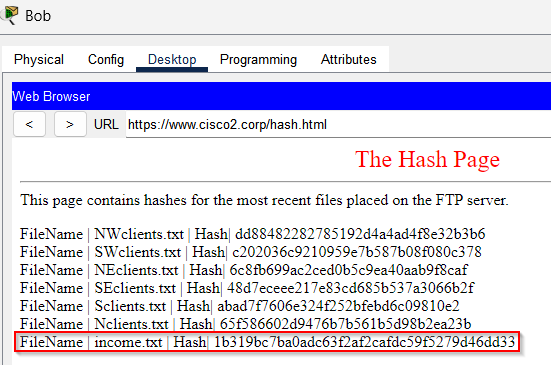 Bob
Physical Config Desktop Programming Attributes
Web Browser
< > URL https://www.cisco2.corp/hash.html
The Hash Page
This page contains hashes for the most recent files placed on the FTP server.
FileName | NWclients.txt | Hash| dd88482282785192d4a4ad4f8e32b3b6
FileName | SWclients.txt | Hash| c202036c9210959e7b587b08f080c378
FileName | NEclients.txt | Hash| 6c8fb699ac2ced0b5c9ea40aab9f8caf
FileName | SEclients.txt | Hash| 48d7eceee217e83cd685b537a3066b2f
FileName | Sclients.txt | Hash| abad7f7606e324f252bfebd6c09810e2
FileName | Nclients.txt | Hash| 65f586602d9476b7b561b5d98b2ea23b
FileName | income.txt | Hash| 1b319bc7ba0adc63f2af2cafdc59f5279d46dd33